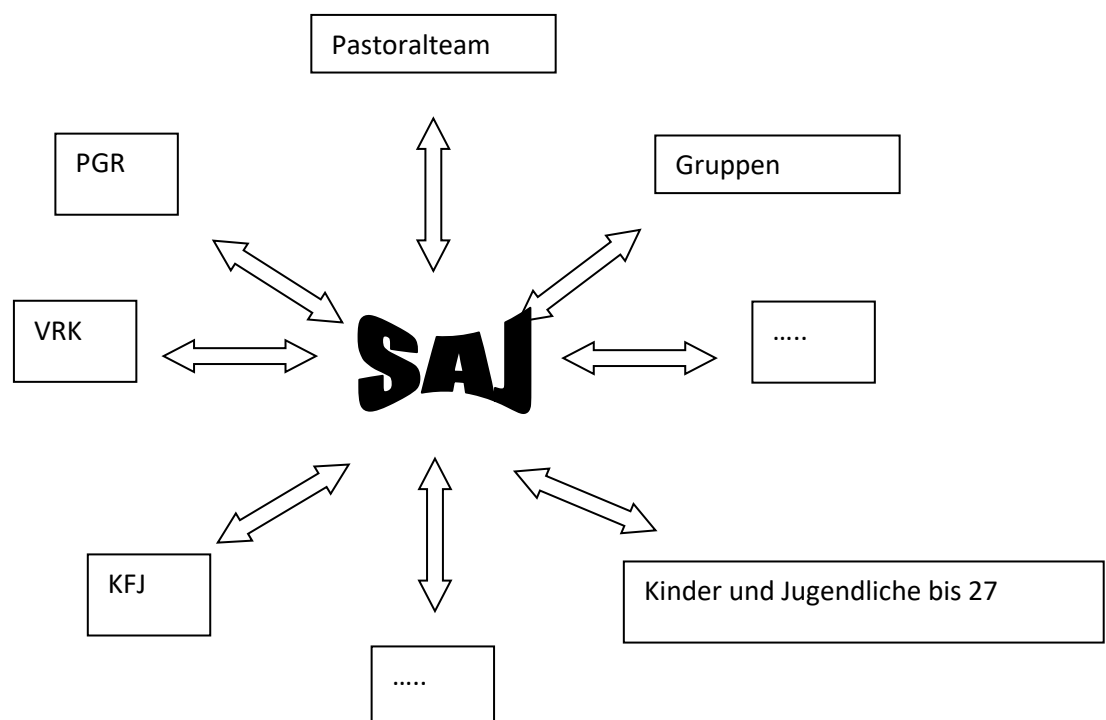 Pastoralteam
PGR
Gruppen
VRK
SAJ
.....
KFJ
Kinder und Jugendliche bis 27
.....